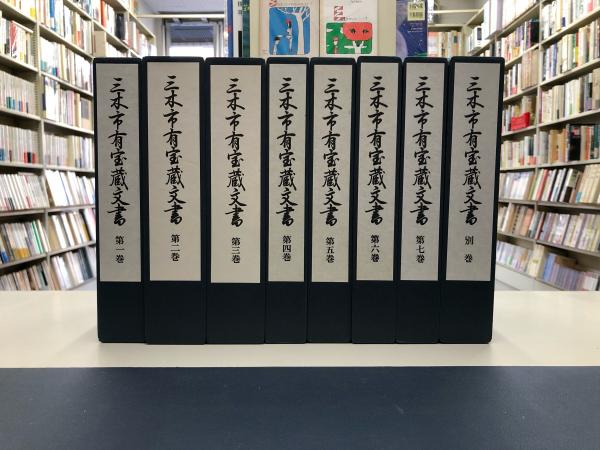 三木市有宝蔵文書 第一巻
三木市有宝蔵文書 第二巻
三木市有宝蔵文書 第三巻
三木市有宝蔵文書 第四巻
三木市有宝蔵文書 第五巻
三木市有宝蔵文書 第六巻
三木市有宝蔵文書 第七巻
三木市有宝蔵文書 別巻